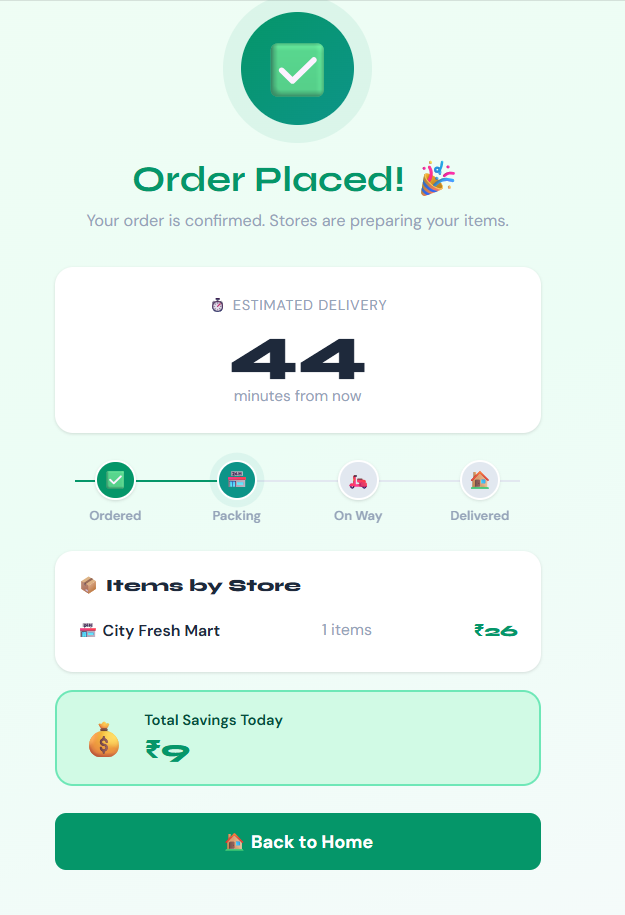 Order Placed! 🎉
Your order is confirmed. Stores are preparing your items.
⏱️ ESTIMATED DELIVERY
44
minutes from now
Ordered
Packing
On Way
Delivered
📦 Items by Store
🏪 City Fresh Mart 1 items ₹26
Total Savings Today
₹9
🏠 Back to Home